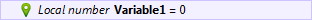 Local number Variable1 = 0